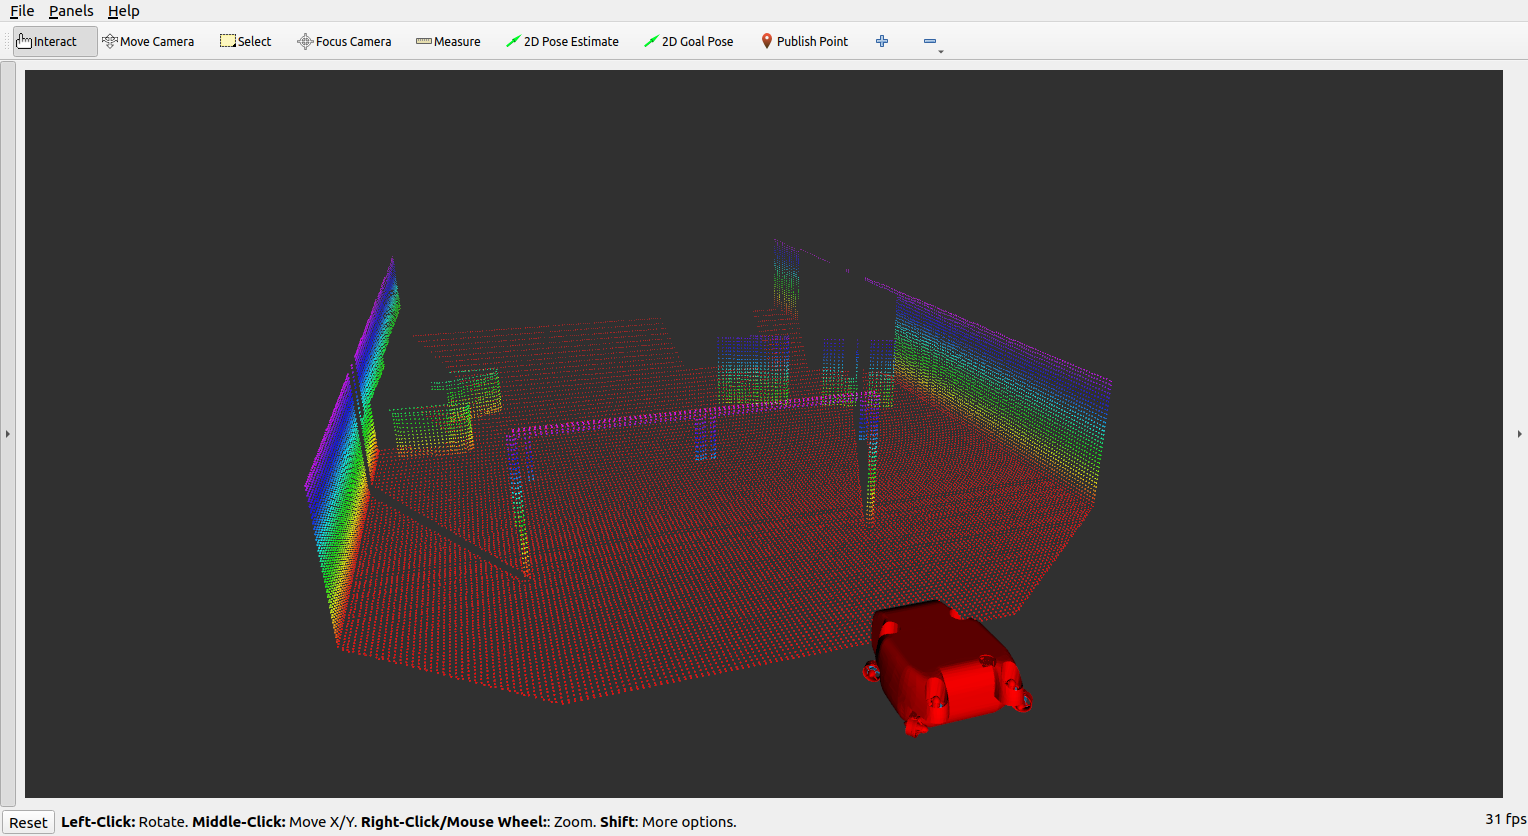 File Panels Help
Interact Move Camera Select Focus Camera Measure 2D Pose Estimate 2D Goal Pose Publish Point
Reset Left-Click: Rotate. Middle-Click: Move X/Y. Right-Click/Mouse Wheel:: Zoom. Shift: More options. 31 fps